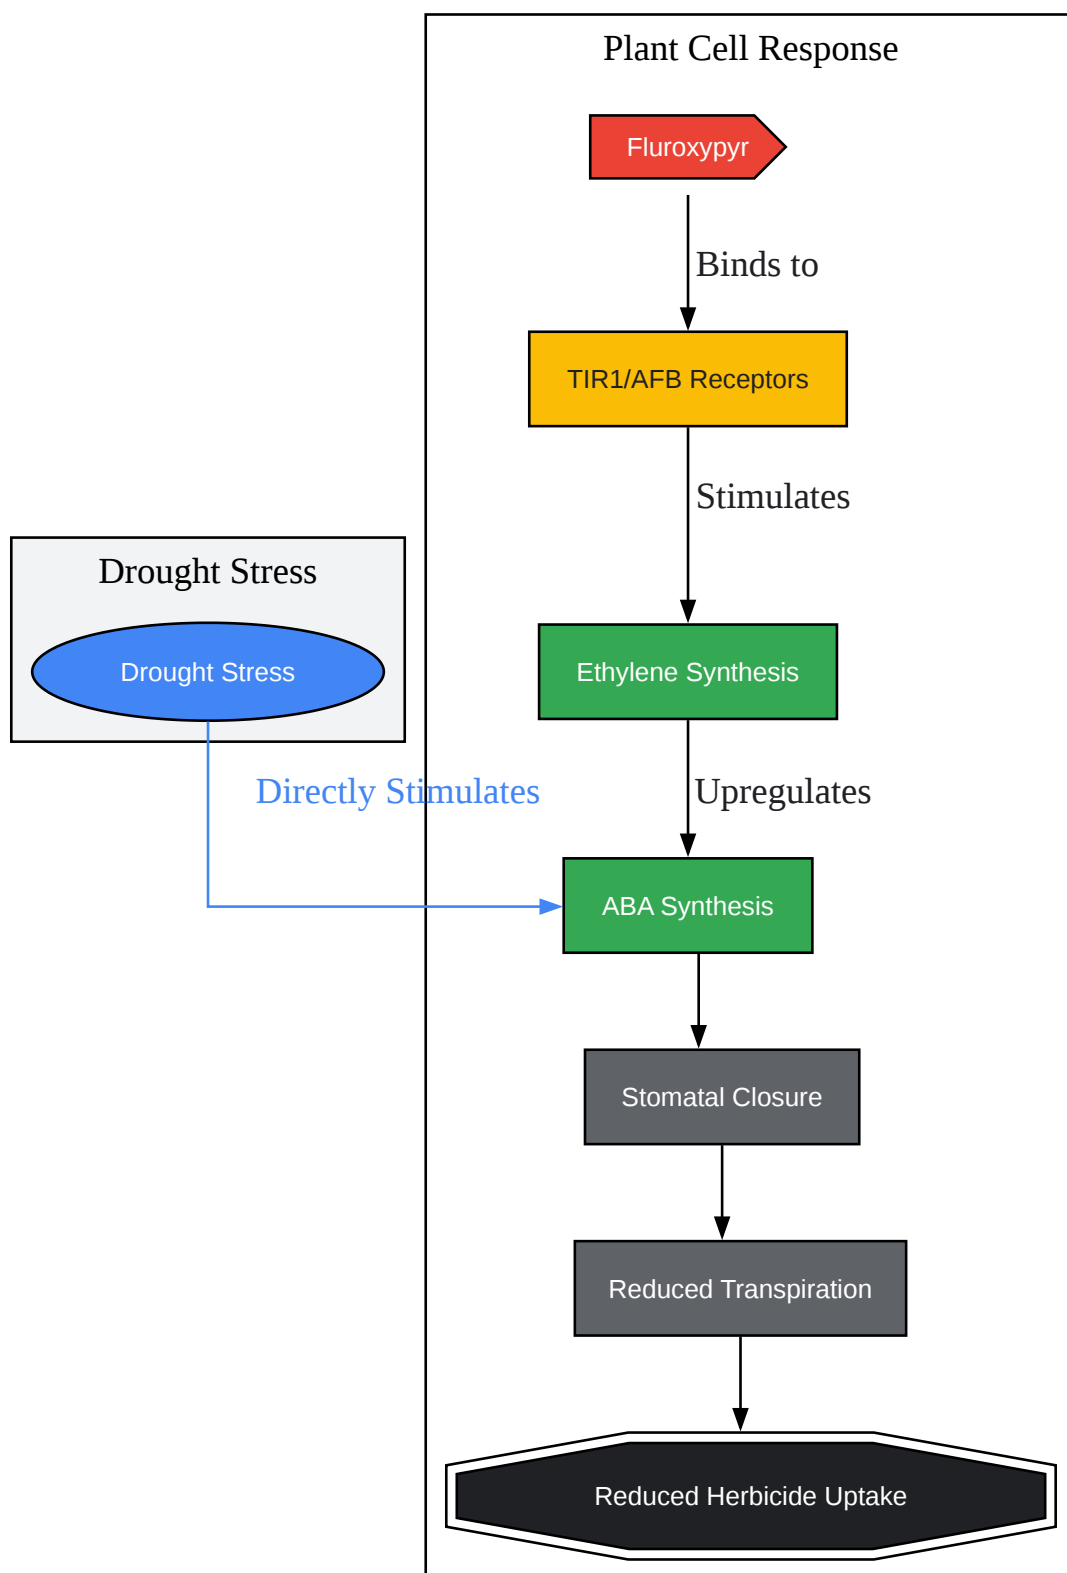 Plant Cell Response
Fluroxypyr
Binds to
TIR1/AFB Receptors
Stimulates
Drought Stress
Drought Stress
Ethylene Synthesis
Directly Stimulates
Upregulates
ABA Synthesis
Stomatal Closure
Reduced Transpiration
Reduced Herbicide Uptake